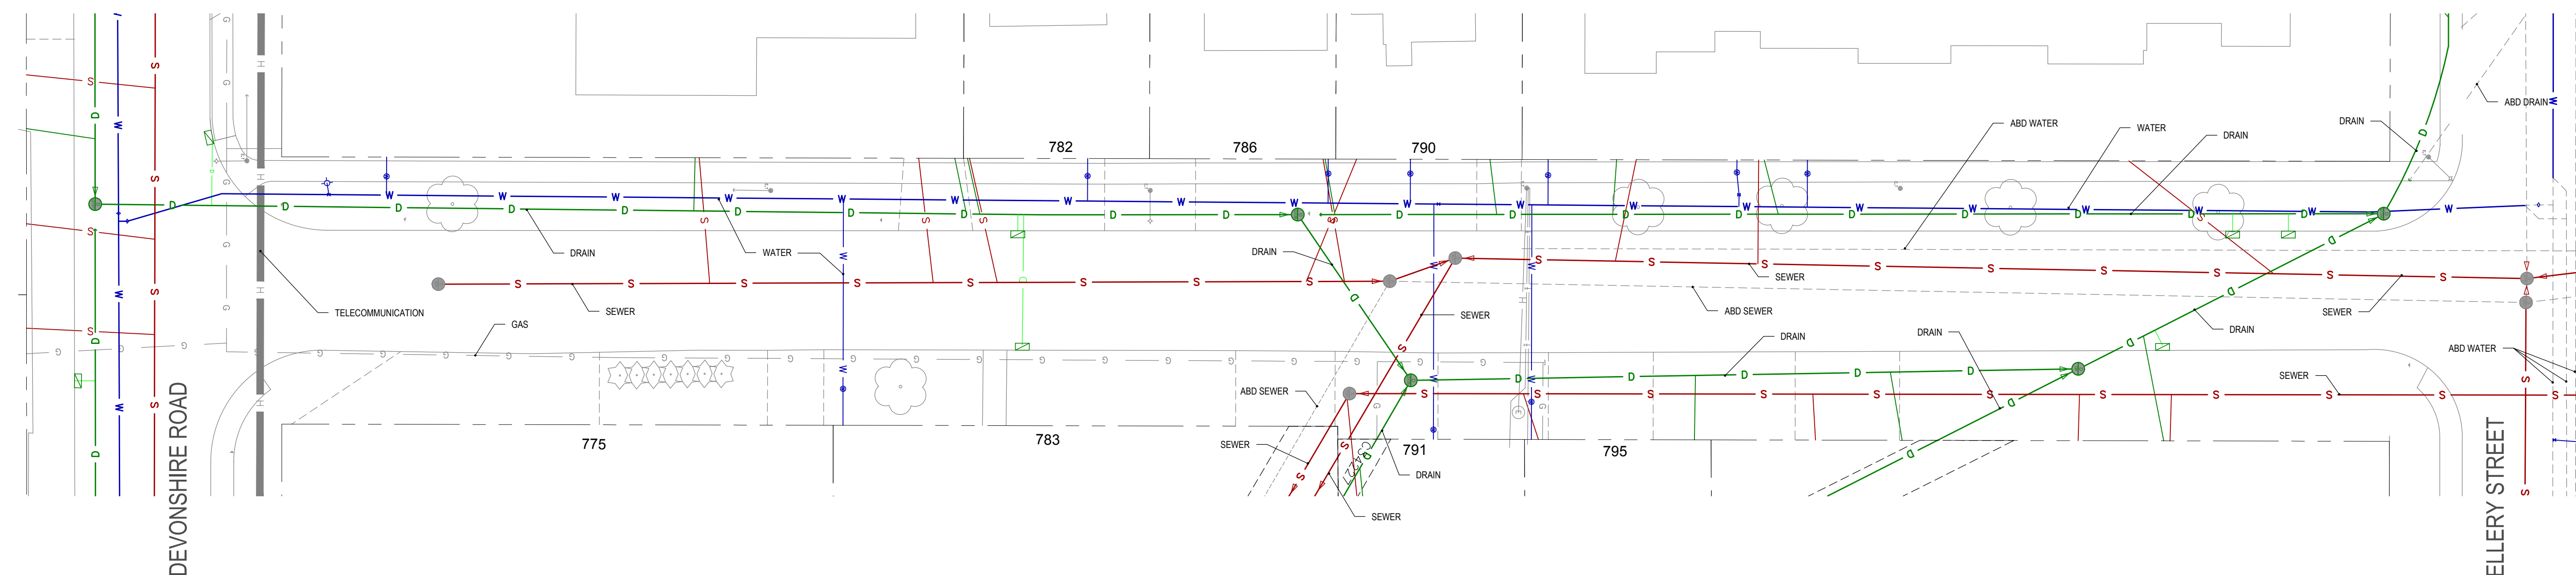 ABD DRAIN
DRAIN
ABD WATER
WATER
DRAIN
782
786
790
DRAIN
WATER
DRAIN
SEWER
ABD SEWER
SEWER
TELECOMMUNICATION
SEWER
GAS
SEWER
SEWER
DRAIN
DRAIN
DRAIN
ABD WATER
ABD SEWER
SEWER
775
783
SEWER
791
795
DRAIN
SEWER
DEVONSHIRE ROAD
ELLERY STREET